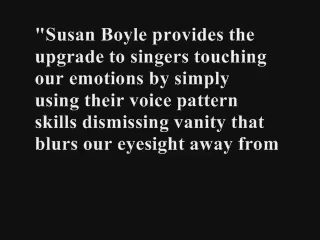 "Susan Boyle provides the
upgrade to singers touching
our emotions by simply
using their voice pattern
skills dismissing vanity that
blurs our eyesight away from